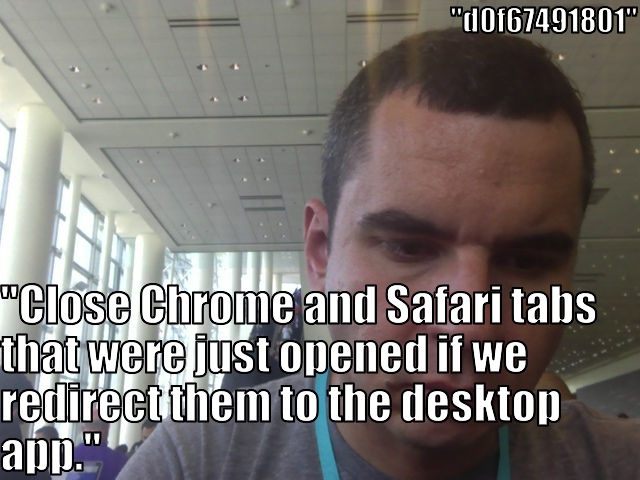 "d0f67491801"
"Close Chrome and Safari tabs
that were just opened if we
redirect them to the desktop
app."